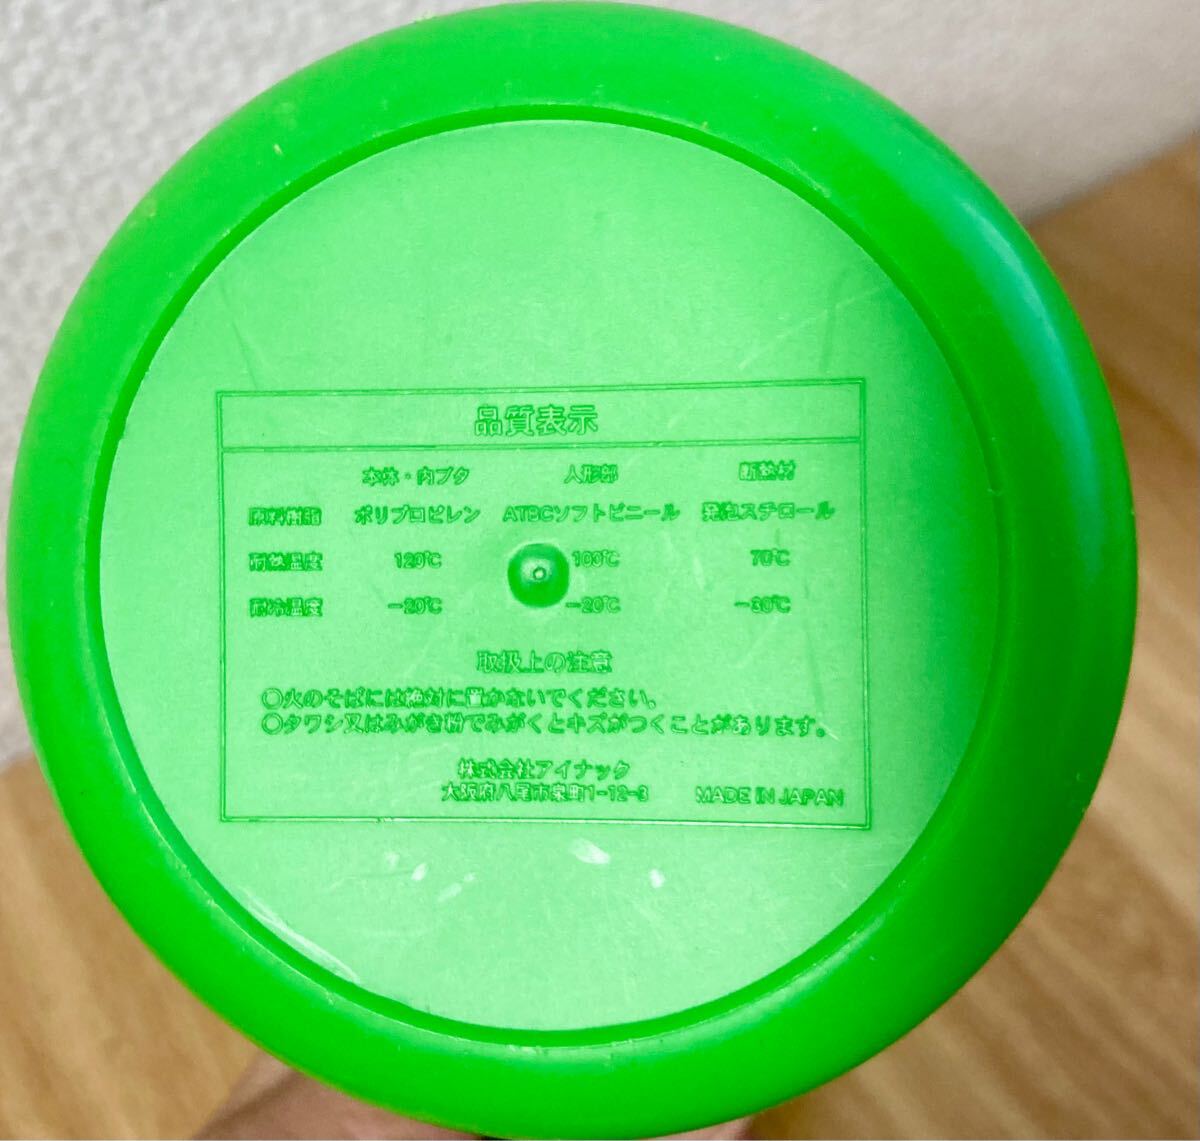 品質表示
本体・内ブタ 人形部 断熱材
原料樹脂 ポリプロピレン ATBCソフトビニール 発泡スチロール
耐熱温度 120℃ 100℃ 70℃
耐冷温度 -20℃ -20℃ -30℃
取扱上の注意
○火のそばには絶対に置かないでください。
○タワシ又はみがき粉でみがくとキズがつくことがあります。
株式会社アイナック
大阪府八尾市泉町1-12-3 MADE IN JAPAN